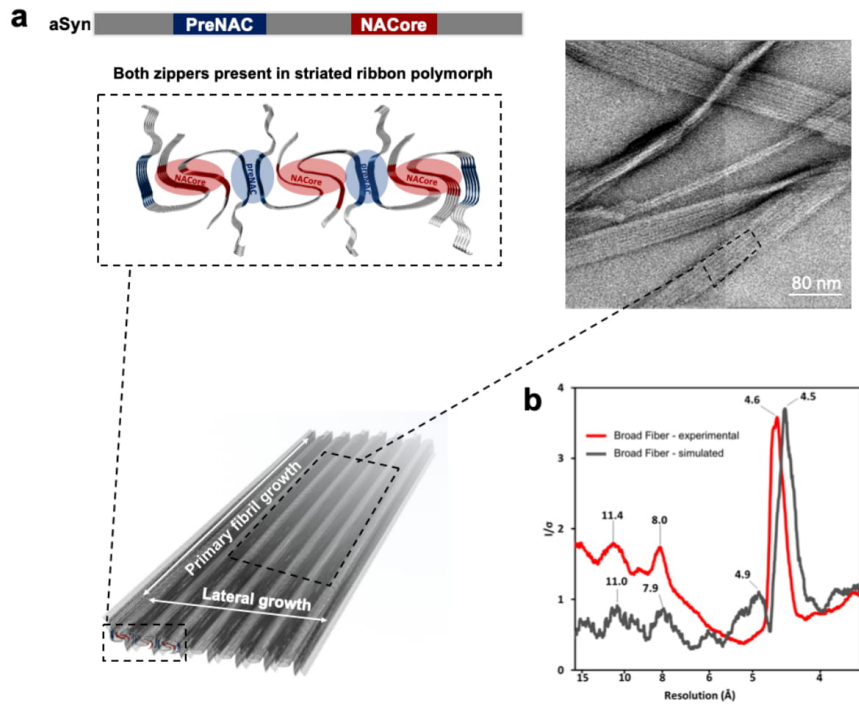 a
aSyn
PreNAC
NACore
Both zippers present in striated ribbon polymorph
NACore
PreNAC
NACore
NACore
80 nm
Primary fibril growth
Lateral growth
b
4
3
2
1
0
I/σ
Broad Fiber - experimental
Broad Fiber - simulated
11.4
8.0
4.6
4.5
11.0
7.9
4.9
15
10
8
6
5
4
Resolution (Å)